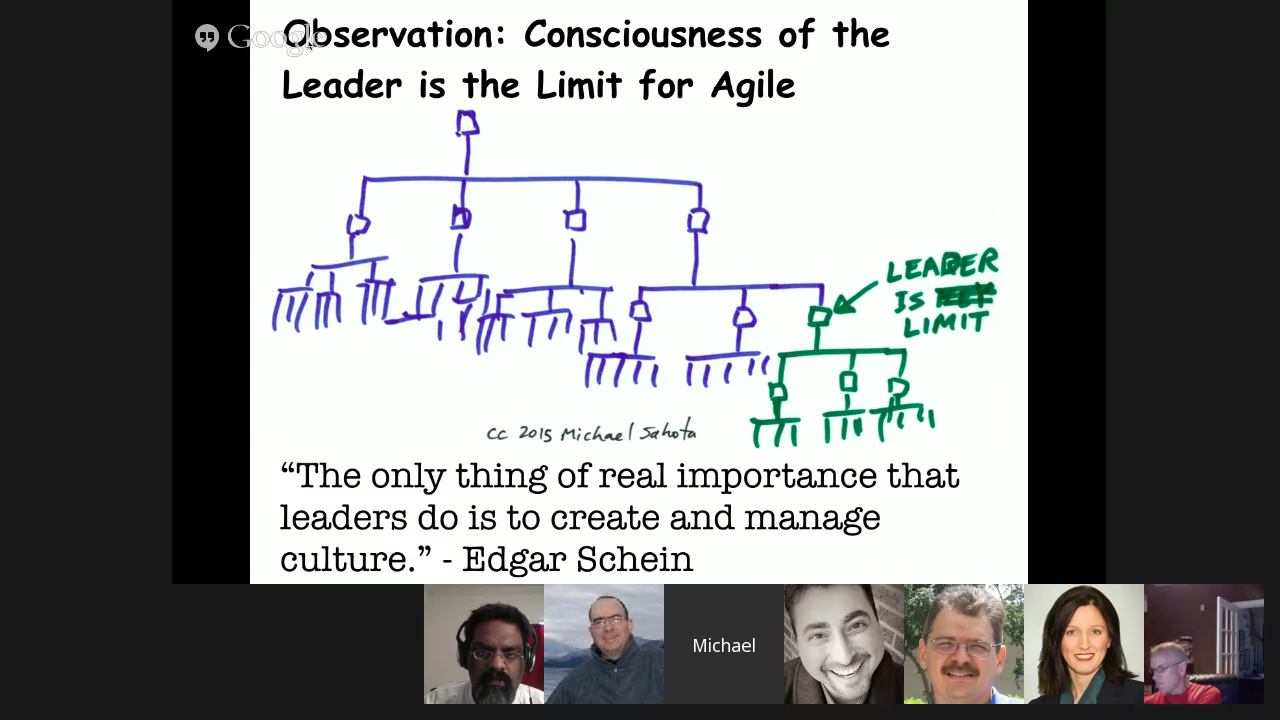 Google
Observation: Consciousness of the
Leader is the Limit for Agile
LEADER
IS KEY
LIMIT
CC 2015 Michael Sahota
“The only thing of real importance that
leaders do is to create and manage
culture.” - Edgar Schein
Michael